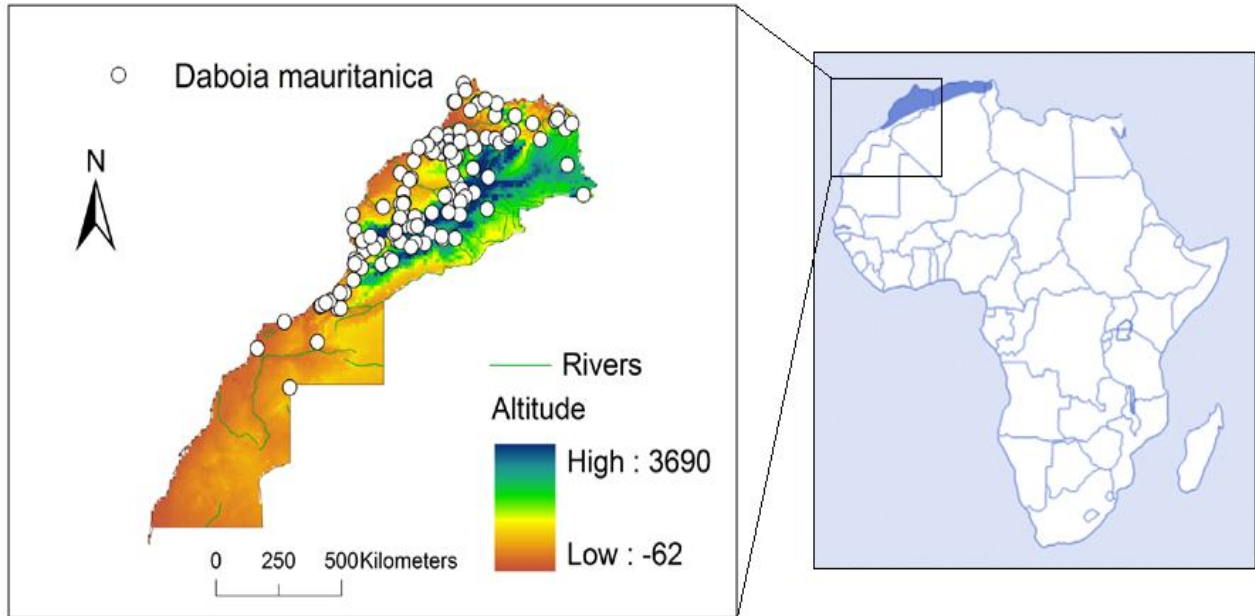 Daboia mauritanica
N
Rivers
Altitude
High : 3690
Low : -62
0 250 500Kilometers